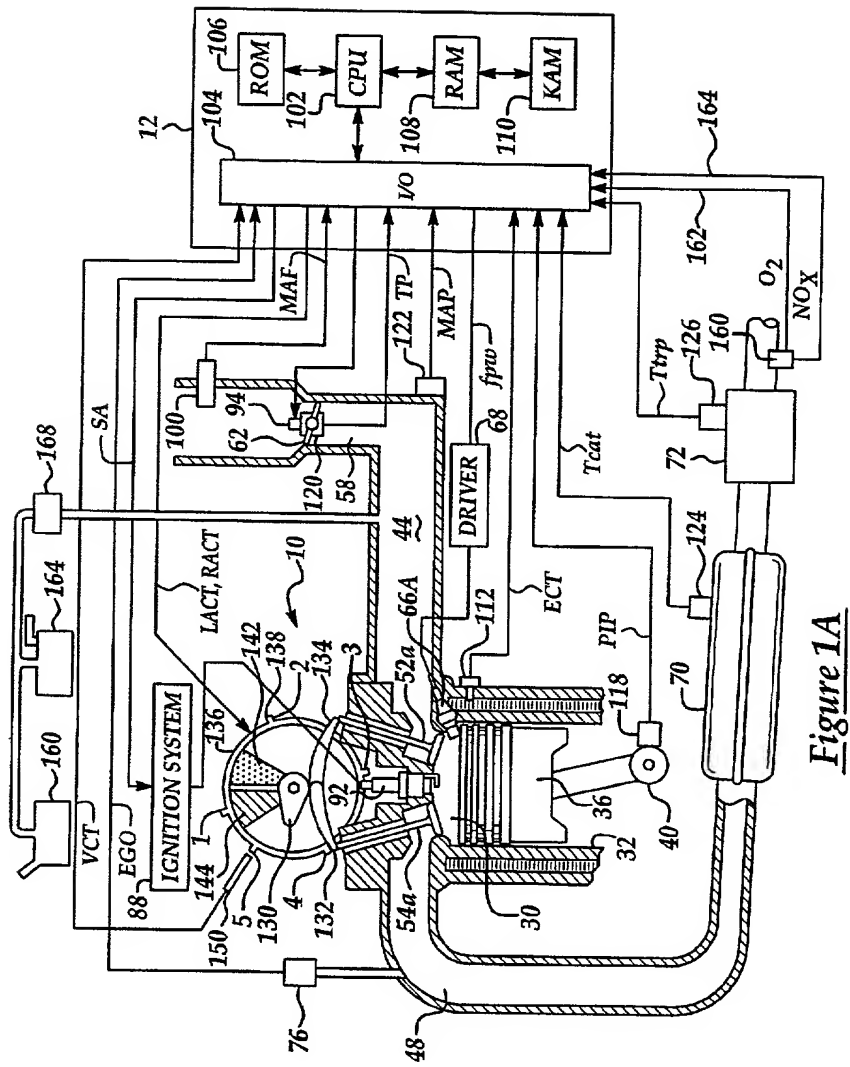 12
104
106
ROM
102
CPU
108
RAM
110
KAM
I/O
164
162
MAF
TP
122
MAP
fpw
O2
NOX
160
Ttrp
126
72
SA
100
94
62
120
58
68
DRIVER
Tcat
168
44
124
164
LACT, RACT
10
66A
112
ECT
PIP
70
142
138
2
134
3
52a
118
136
IGNITION SYSTEM
92
36
40
160
VCT
EGO
88
1
144
5
150
130
4
132
54a
30
32
76
48
Figure 1A